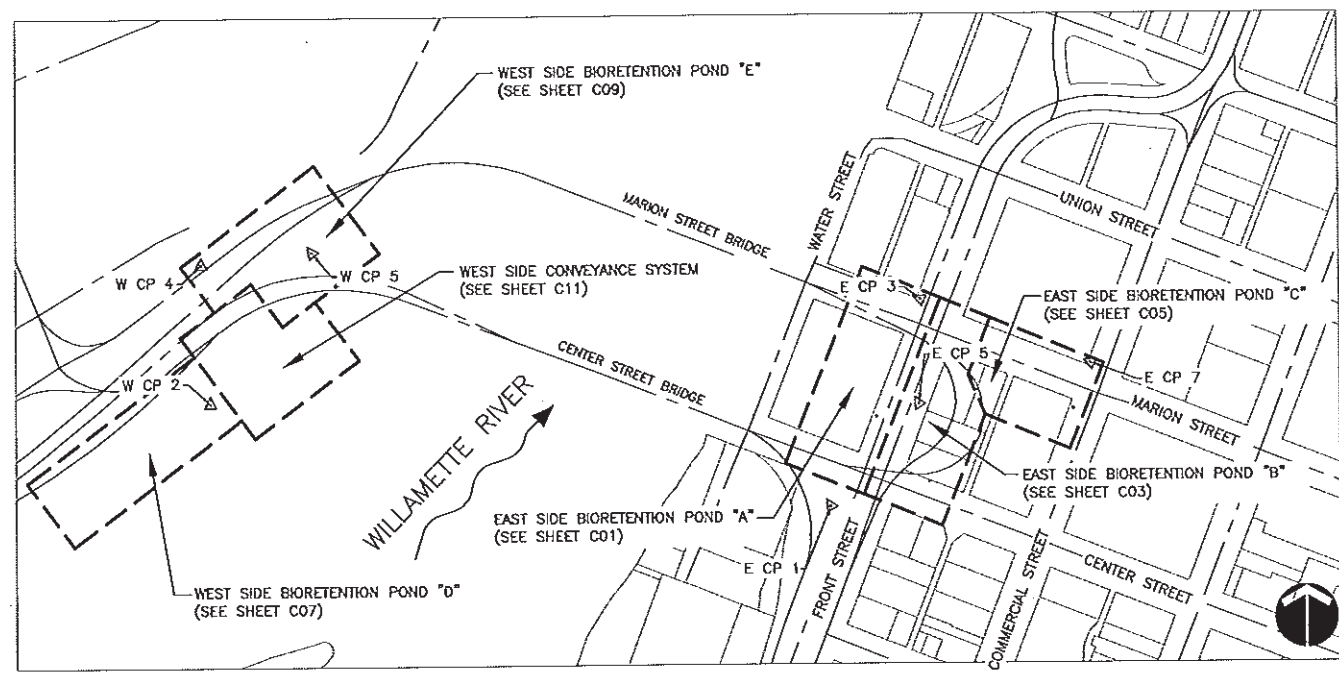 WEST SIDE BIORETENTION POND "E"
(SEE SHEET C09)
MARION STREET BRIDGE
WATER STREET
UNION STREET
W CP 4
W CP 5
WEST SIDE CONVEYANCE SYSTEM
(SEE SHEET C11)
E CP 3
EAST SIDE BIORETENTION POND "C"
(SEE SHEET C05)
E CP 5
E CP 7
W CP 2
CENTER STREET BRIDGE
MARION STREET
WILLAMETTE RIVER
EAST SIDE BIORETENTION POND "B"
(SEE SHEET C03)
EAST SIDE BIORETENTION POND "A"
(SEE SHEET C01)
E CP 1
FRONT STREET
COMMERCIAL STREET
CENTER STREET
WEST SIDE BIORETENTION POND "D"
(SEE SHEET C07)